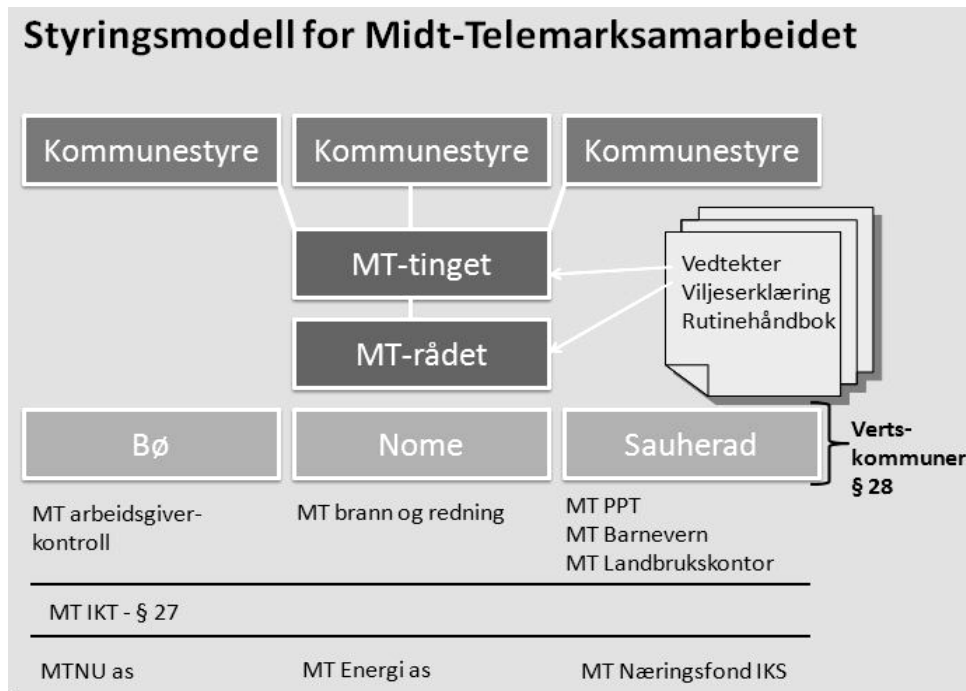 Styringsmodell for Midt-Telemarksamarbeidet
Kommunestyre
Kommunestyre
Kommunestyre
MT-tinget
MT-rådet
Vedtekter
Viljeserklæring
Rutinehåndbok
Bø
Nome
Sauherad
Verts-
kommuner
§ 28
MT arbeidsgiver-
kontroll
MT brann og redning
MT PPT
MT Barnevern
MT Landbrukskontor
MT IKT - § 27
MTNU as
MT Energi as
MT Næringsfond IKS